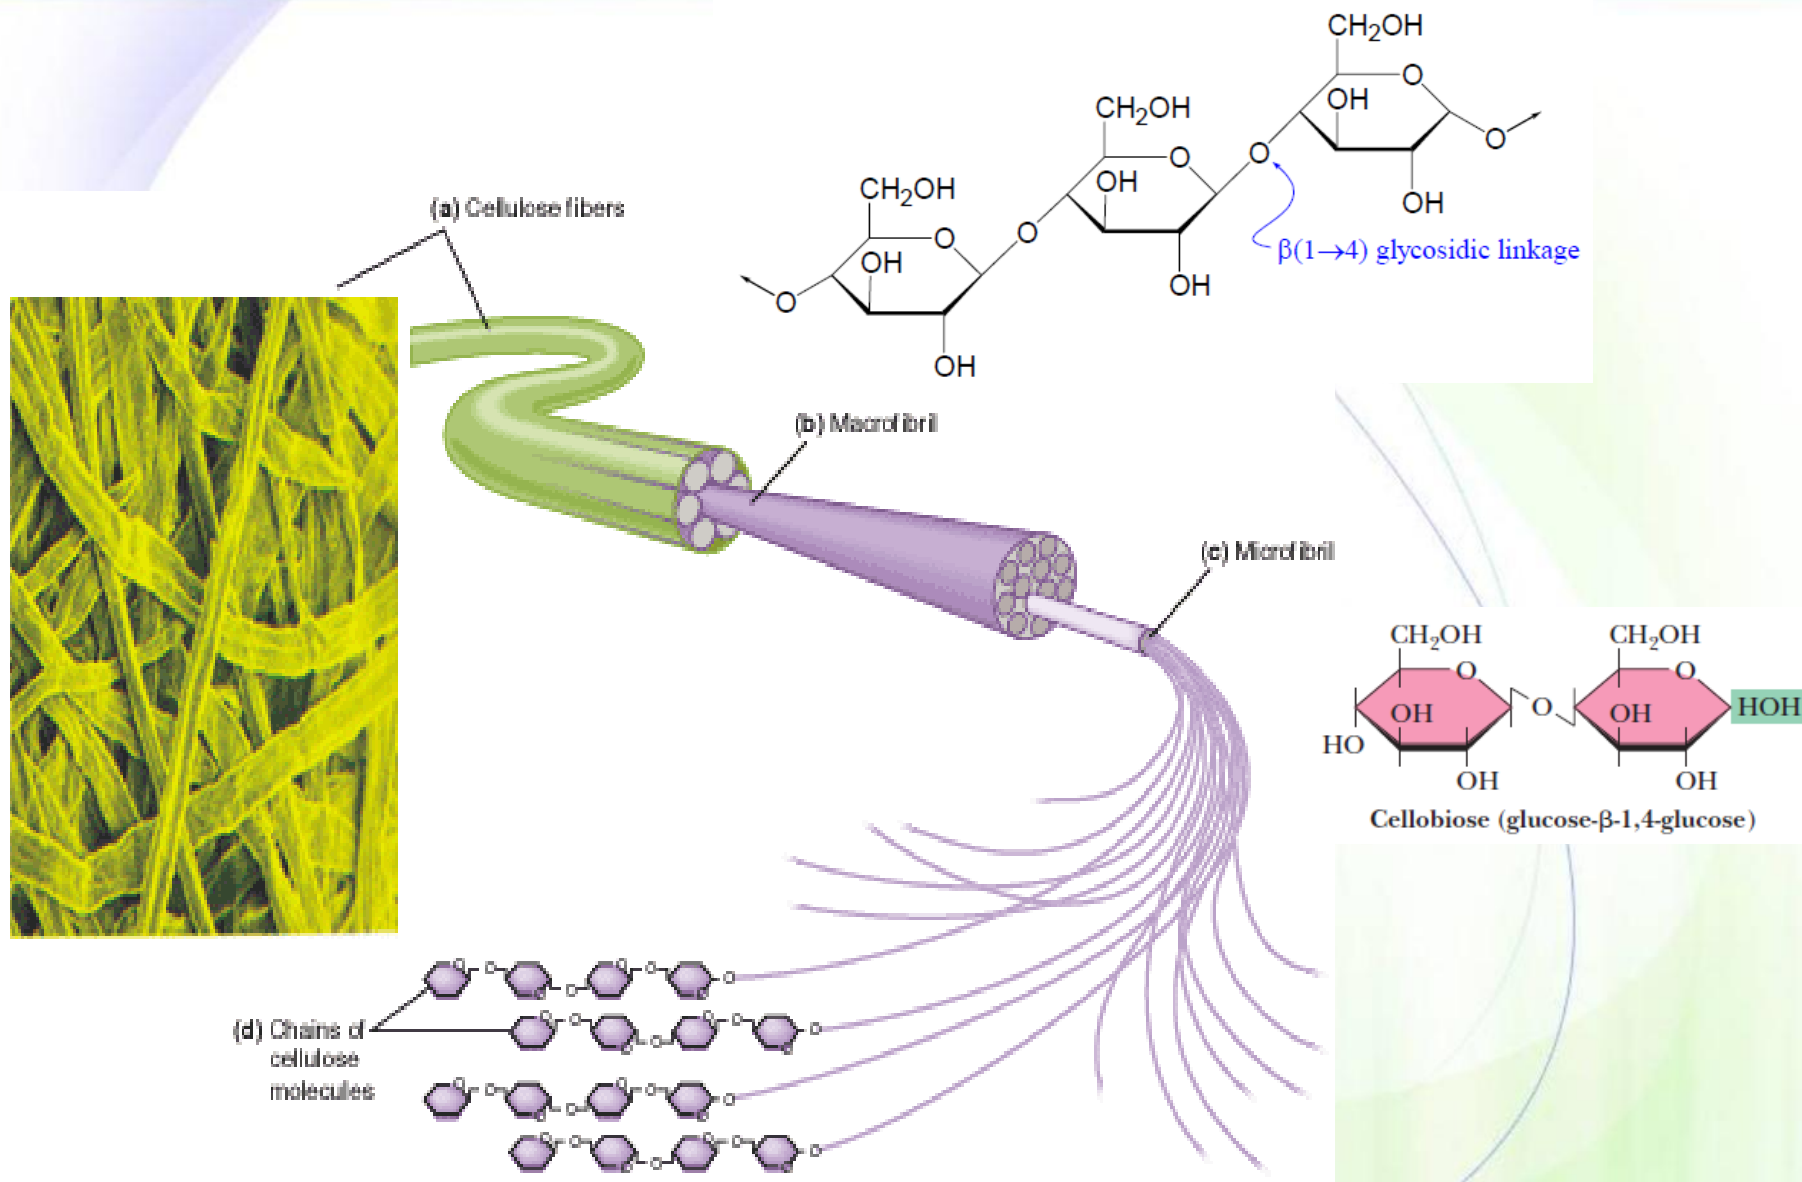 CH₂OH
O
OH
O
OH
CH₂OH
O
OH
O
OH
β(1→4) glycosidic linkage
CH₂OH
O
OH
O
OH
O
(a) Cellulose fibers
(b) Macrofibril
(c) Microfibril
CH₂OH CH₂OH
O O
OH O OH HOH
HO
OH OH
Cellobiose (glucose-β-1,4-glucose)
O O O O O
O O O
O O O O O
O O O
(d) Chains of
cellulose
molecules
O O O O O
O O O
O O O O O
O O O